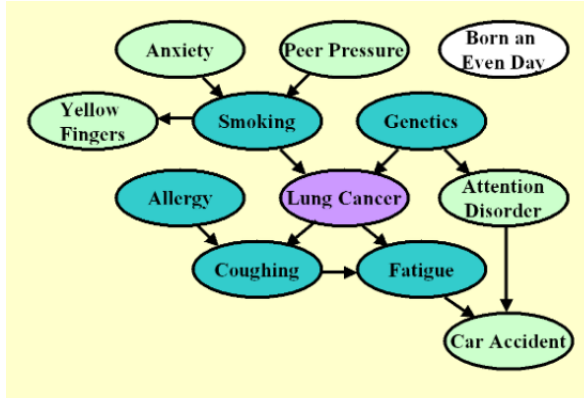 Anxiety
Peer Pressure
Born an
Even Day
Yellow
Fingers
Smoking
Genetics
Allergy
Lung Cancer
Attention
Disorder
Coughing
Fatigue
Car Accident